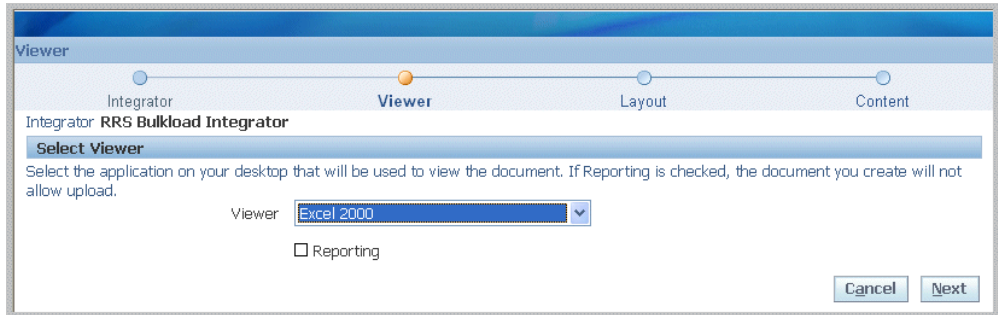 Viewer
Integrator Viewer Layout Content
Integrator RRS Bulkload Integrator
Select Viewer
Select the application on your desktop that will be used to view the document. If Reporting is checked, the document you create will not
allow upload.
Viewer Excel 2000
Reporting
Cancel Next